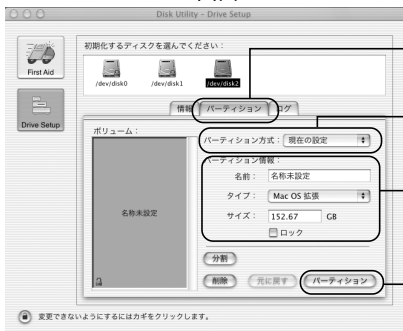 Disk Utility – Drive Setup
First Aid
Drive Setup
初期化するディスクを選んでください：
/dev/disk0
/dev/disk1
/dev/disk2
情報
パーティション
ログ
ボリューム：
名称未設定
パーティション方式：現在の設定
パーティション情報：
名前：名称未設定
タイプ：Mac OS 拡張
サイズ：152.67 GB
ロック
分割
削除
元に戻す
パーティション
変更できないようにするにはカギをクリックします。